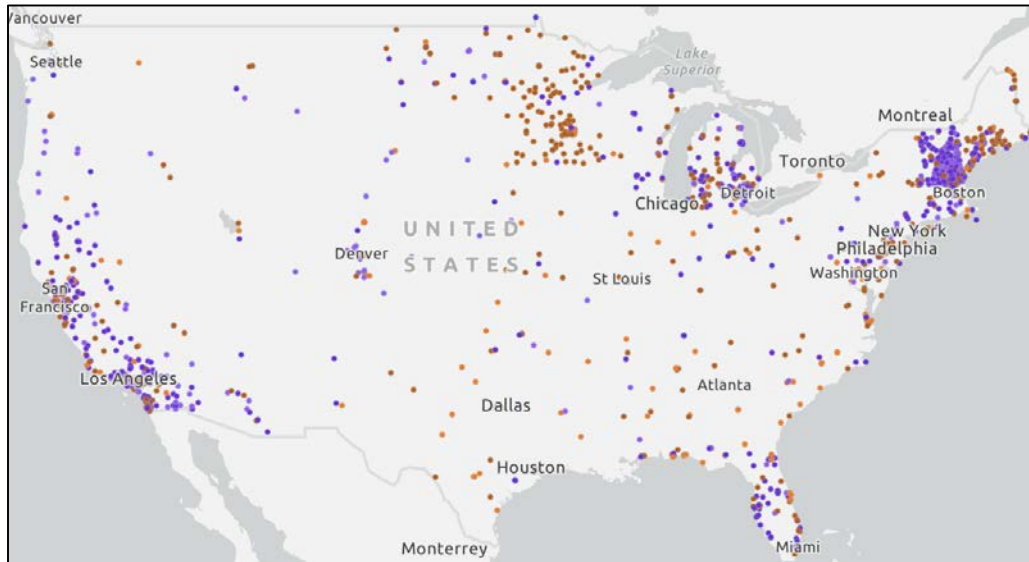 Vancouver
Seattle
Lake
Superior
Montreal
Toronto
Boston
Detroit
Chicago
New York
Philadelphia
UNITED
STATES
Denver
Washington
St Louis
San
Francisco
Los Angeles
Atlanta
Dallas
Houston
Monterrey
Miami